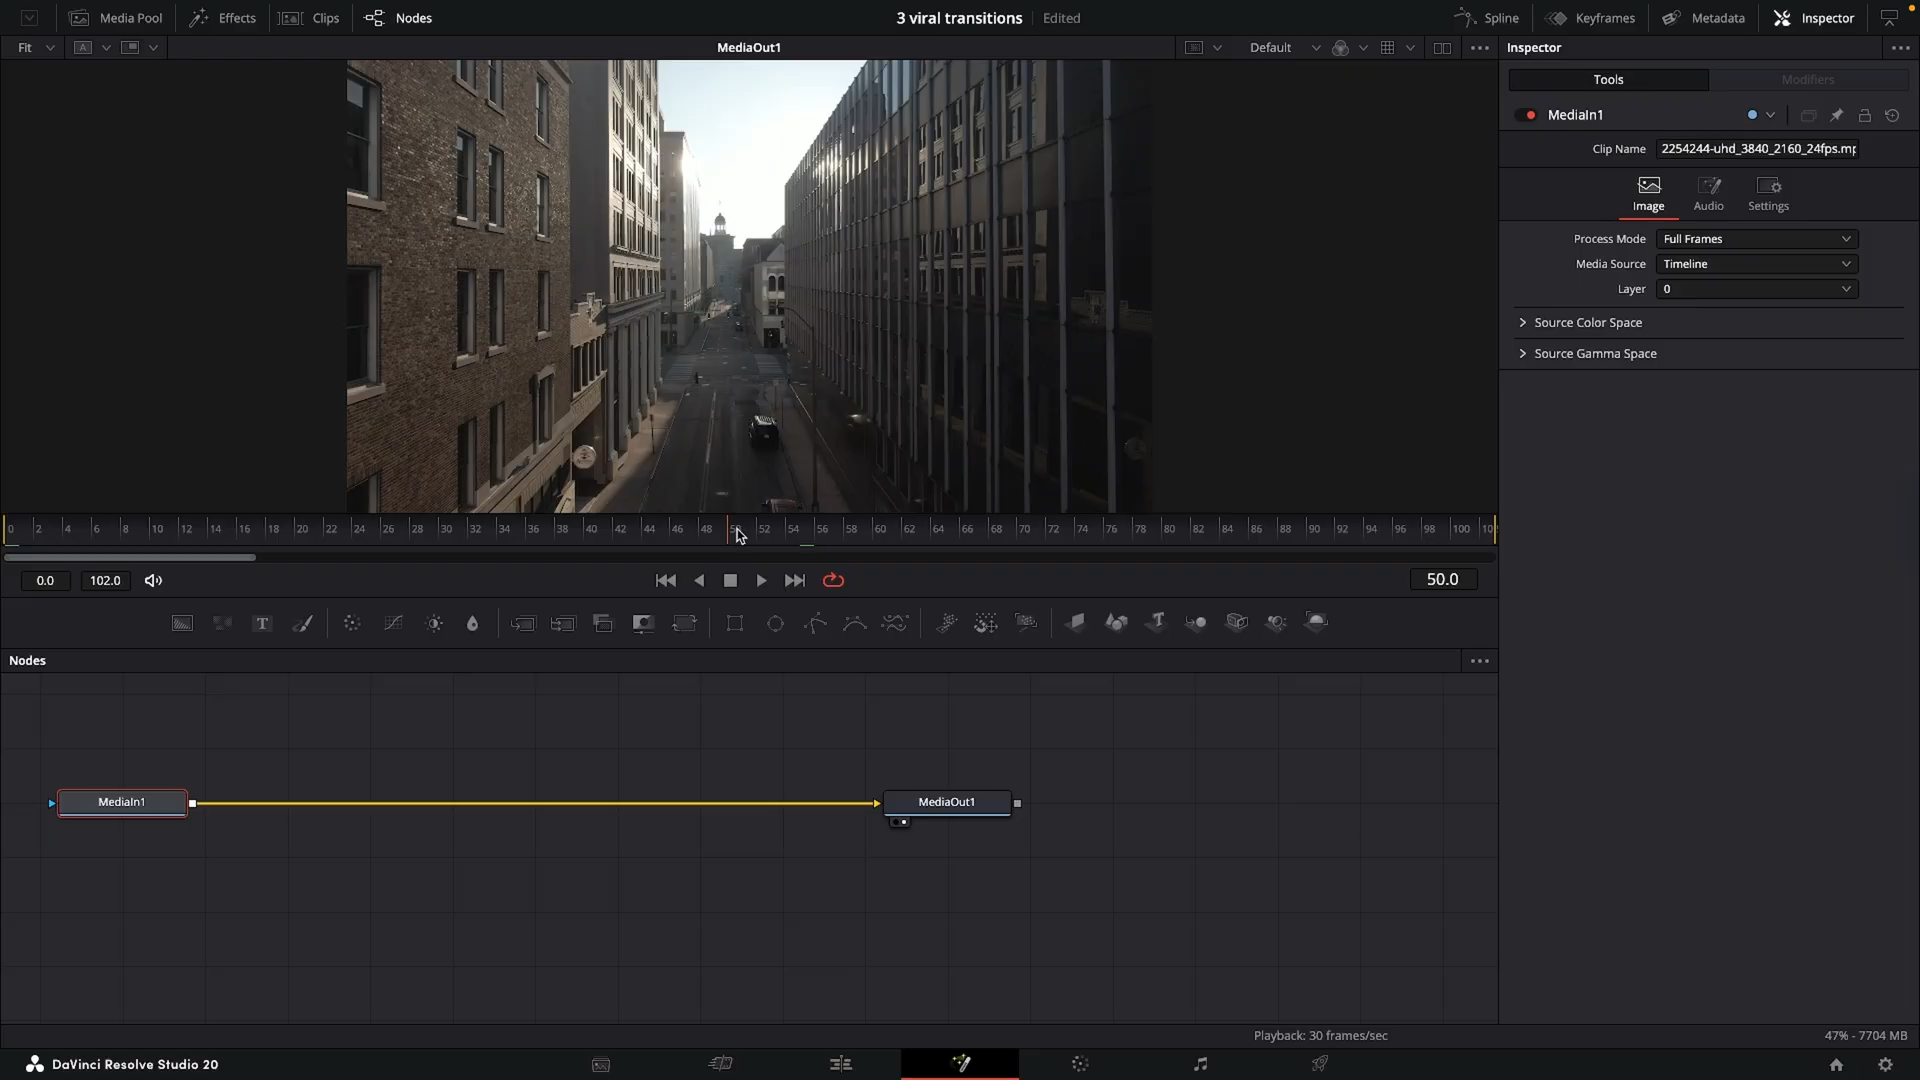 Media Pool Effects Clips Nodes 3 viral transitions Edited Spline Keyframes Metadata Inspector
Fit A MediaOut1 Default Inspector
Tools Modifiers
MediaIn1
Clip Name 2254244-uhd_3840_2160_24fps.mp
Image Audio Settings
Process Mode Full Frames
Media Source Timeline
Layer 0
Source Color Space
Source Gamma Space
0 2 4 6 8 10 12 14 16 18 20 22 24 26 28 30 32 34 36 38 40 42 44 46 48 52 54 56 58 60 62 64 66 68 70 72 74 76 78 80 82 84 86 88 90 92 94 96 98 100
0.0 102.0 50.0
T T
Nodes
MediaIn1 MediaOut1
Playback: 30 frames/sec 47% - 7704 MB
DaVinci Resolve Studio 20